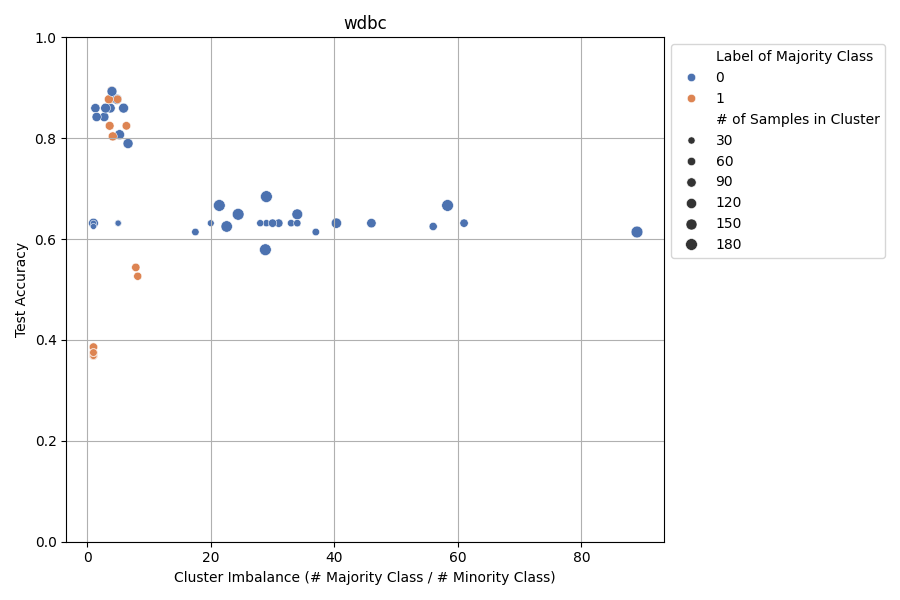 wdbc
1.0
0.8
0.6
0.4
0.2
0.0
Test Accuracy
0 20 40 60 80
Cluster Imbalance (# Majority Class / # Minority Class)
Label of Majority Class
0
1
# of Samples in Cluster
30
60
90
120
150
180